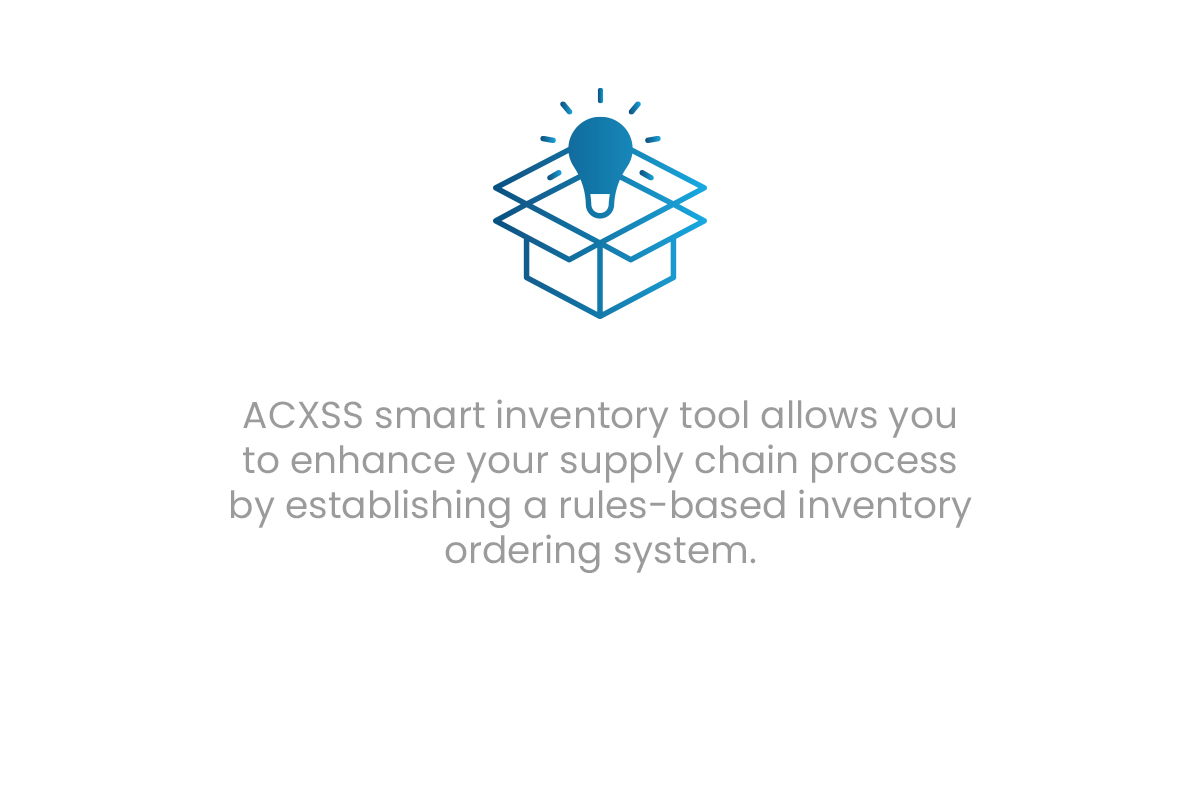 ACXSS smart inventory tool allows you
to enhance your supply chain process
by establishing a rules-based inventory
ordering system.